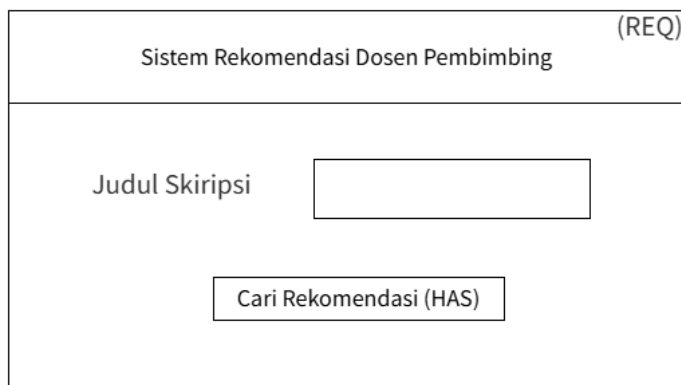 (REQ)
Sistem Rekomendasi Dosen Pembimbing
Judul Skiripsi
Cari Rekomendasi (HAS)